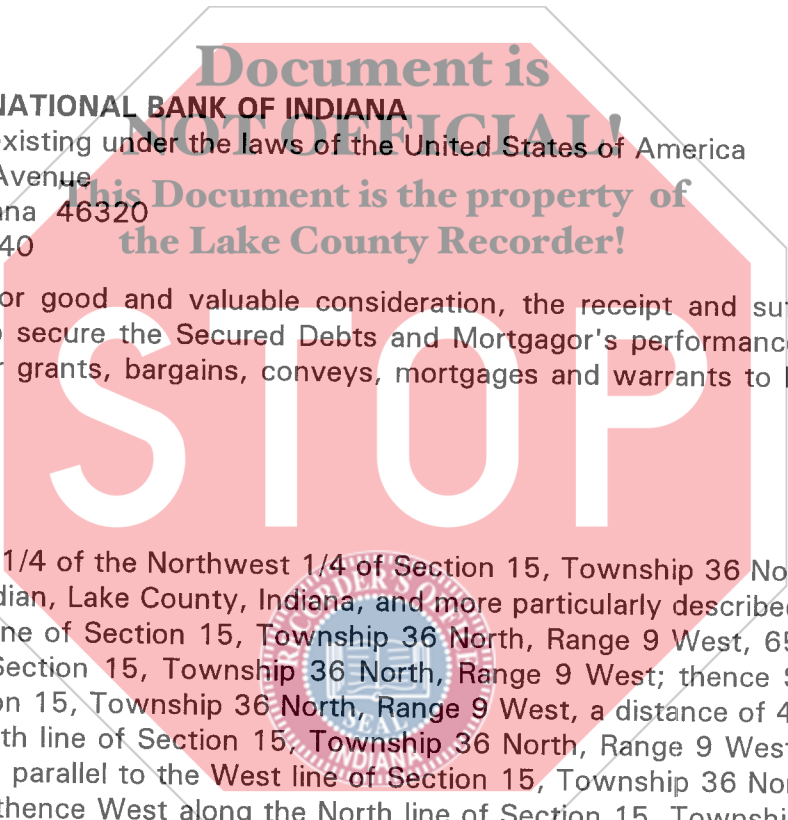 Document is
NATIONAL BANK OF INDIANA
NOT OFFICIAL!
existing under the laws of the United States of America
Avenue
This Document is the property of
ana 46320
the Lake County Recorder!
40
or good and valuable consideration, the receipt and suf
secure the Secured Debts and Mortgagor's performance
grants, bargains, conveys, mortgages and warrants to
STOP
1/4 of the Northwest 1/4 of Section 15, Township 36 No
dian, Lake County, Indiana, and more particularly described
ne of Section 15, Township 36 North, Range 9 West, 65
Section 15, Township 36 North, Range 9 West; thence S
on 15, Township 36 North, Range 9 West, a distance of 4
th line of Section 15, Township 36 North, Range 9 West
parallel to the West line of Section 15, Township 36 Nor
thence West along the North line of Section 15, Townshi
SEAL
INDIANA